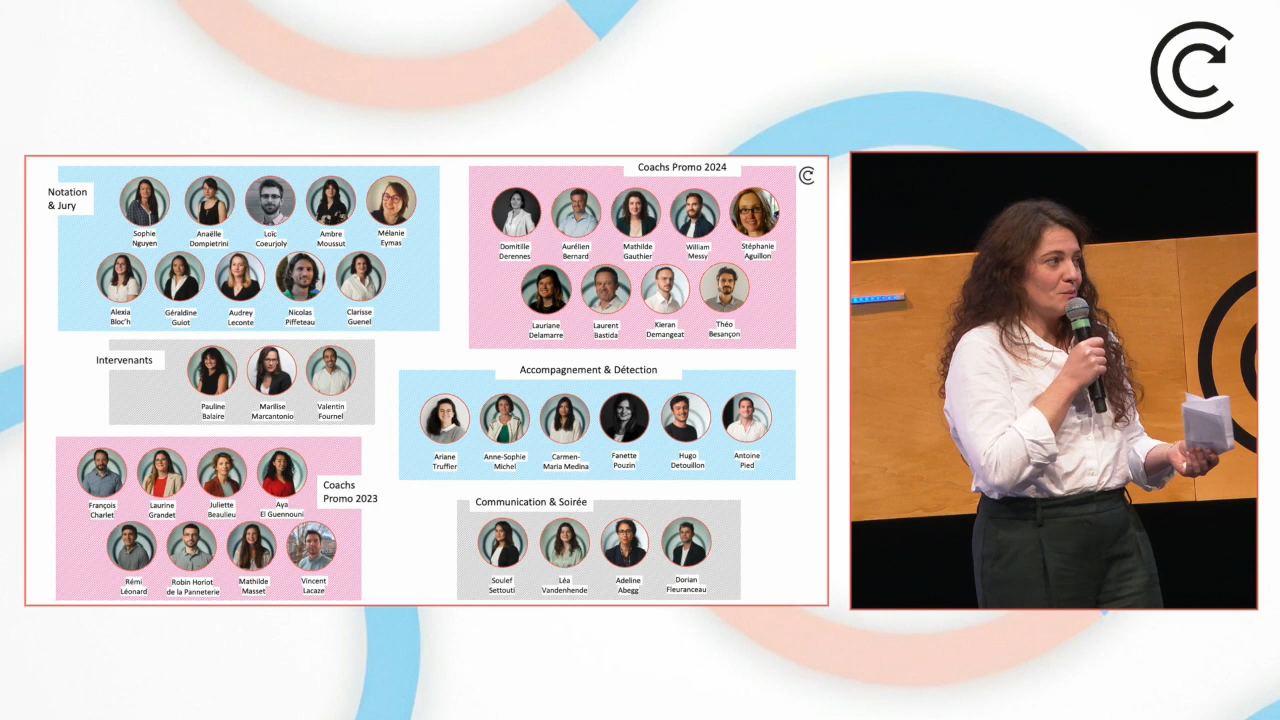 Notation
& Jury
Sophie
Nguyen
Anaëlle
Dompietrini
Loïc
Coeurjoly
Ambre
Moussut
Mélanie
Eymas
Alexia
Bloc'h
Géraldine
Guiot
Audrey
Leconte
Nicolas
Piffeteau
Clarisse
Guenel
Intervenants
Pauline
Balaire
Marilise
Marcantonio
Valentin
Fournel
Coachs
Promo 2023
François
Charlet
Laurine
Grandet
Juliette
Beaulieu
Aya
El Guennouni
Rémi
Léonard
Robin Horiot
de la Panneterie
Mathilde
Masset
Vincent
Lacaze
Coachs Promo 2024
Domitille
Derennes
Aurélien
Bernard
Mathilde
Gauthier
William
Messy
Stéphanie
Aguillon
Lauriane
Delamarre
Laurent
Bastida
Kieran
Demangeat
Théo
Besançon
Accompagnement & Détection
Ariane
Truffier
Anne-Sophie
Michel
Carmen-
Maria Medina
Fanette
Pouzin
Hugo
Detouillon
Antoine
Pied
Communication & Soirée
Soulef
Settouti
Léa
Vandenhende
Adeline
Abegg
Dorian
Fleuranceau